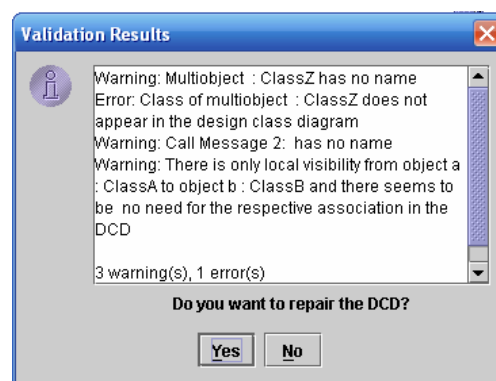 Validation Results
Warning: Multiobject : ClassZ has no name
Error: Class of multiobject : ClassZ does not
appear in the design class diagram
Warning: Call Message 2: has no name
Warning: There is only local visibility from object a
: ClassA to object b : ClassB and there seems to
be no need for the respective association in the
DCD
3 warning(s), 1 error(s)
Do you want to repair the DCD?
Yes No